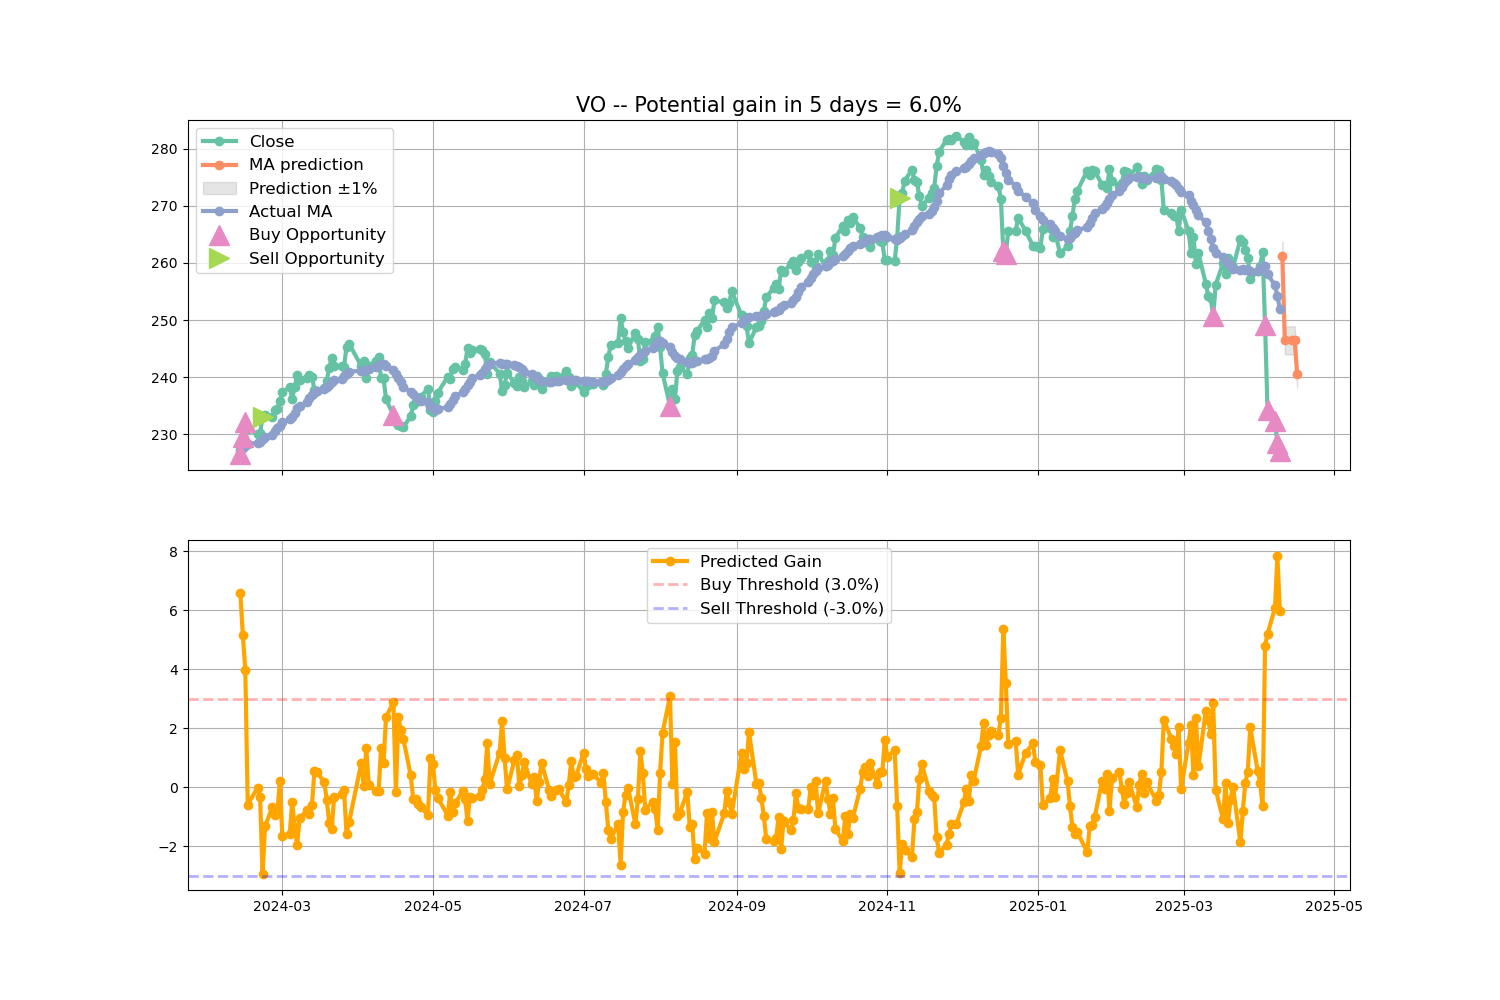 VO -- Potential gain in 5 days = 6.0%
Close
MA prediction
Prediction ±1%
Actual MA
Buy Opportunity
Sell Opportunity
280
270
260
250
240
230
Predicted Gain
Buy Threshold (3.0%)
Sell Threshold (-3.0%)
8
6
4
2
0
−2
2024-03 2024-05 2024-07 2024-09 2024-11 2025-01 2025-03 2025-05